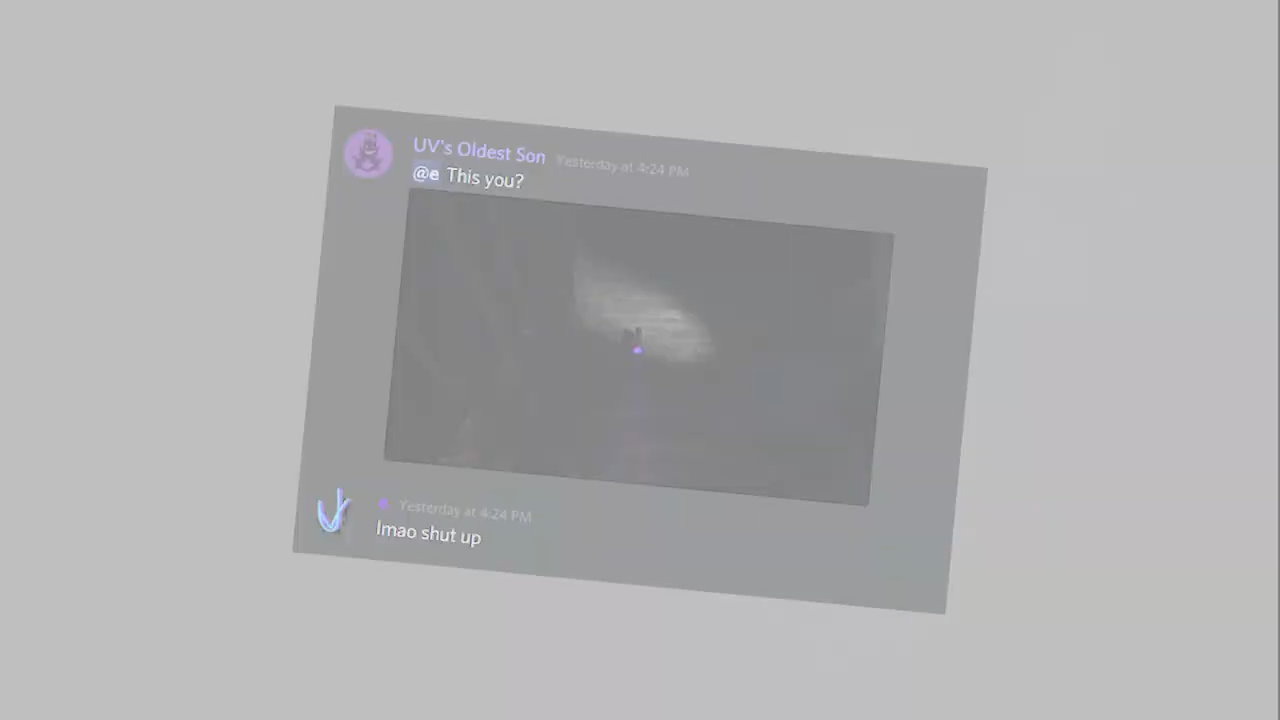 UV's Oldest Son Yesterday at 4:24 PM
@e This you?
Yesterday at 4:24 PM
lmao shut up